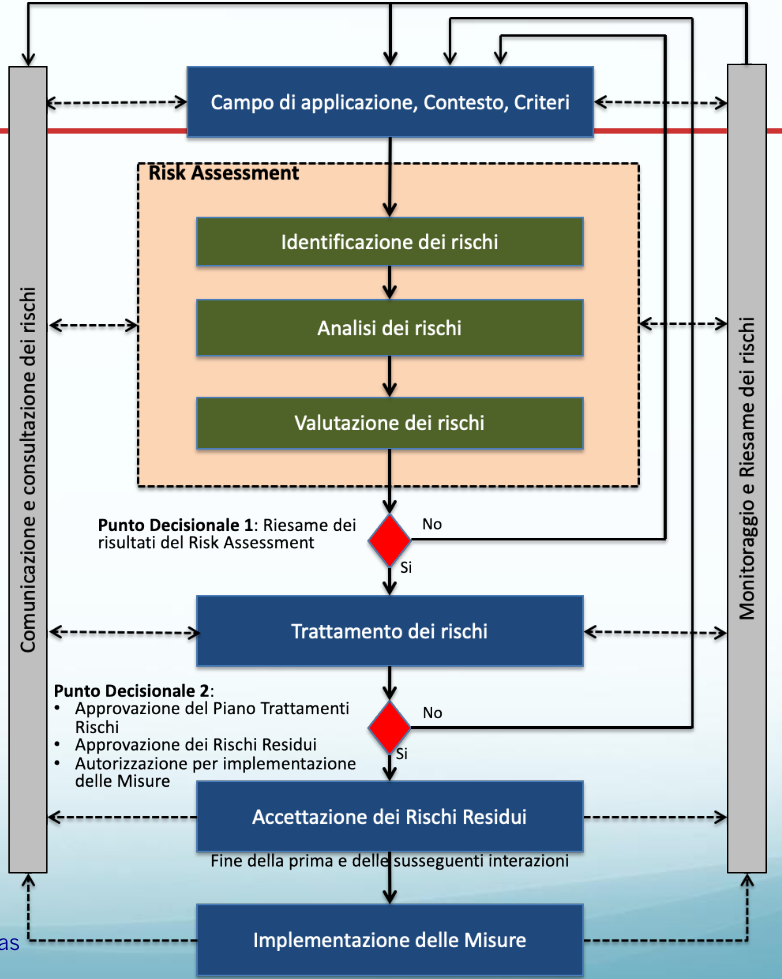 Campo di applicazione, Contesto, Criteri
Risk Assessment
Identificazione dei rischi
Analisi dei rischi
Valutazione dei rischi
Comunicazione e consultazione dei rischi
Monitoraggio e Riesame dei rischi
Punto Decisionale 1: Riesame dei
risultati del Risk Assessment
No
Si
Trattamento dei rischi
Punto Decisionale 2:
• Approvazione del Piano Trattamenti
Rischi
• Approvazione dei Rischi Residui
• Autorizzazione per implementazione
delle Misure
No
Si
Accettazione dei Rischi Residui
Fine della prima e delle susseguenti interazioni
Implementazione delle Misure
as